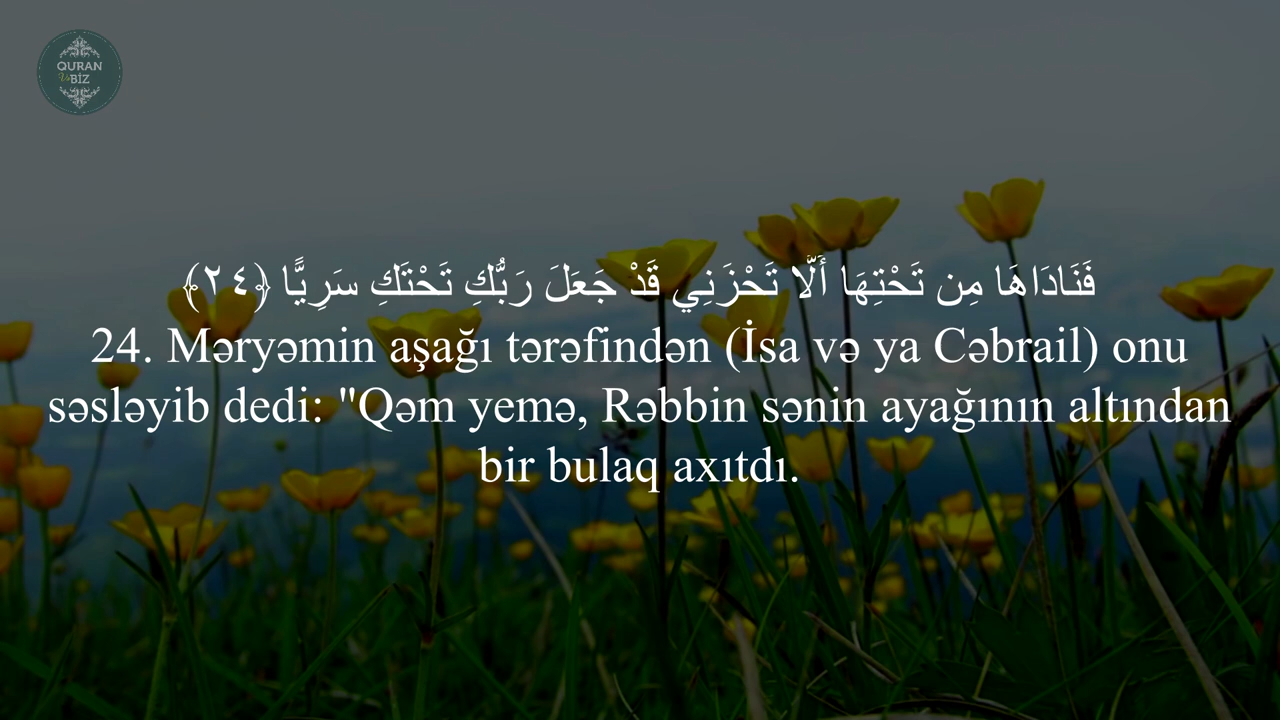 QURAN
Və BİZ
فَنَادَاهَا مِن تَحْتِهَا أَلَّا تَحْزَنِي قَدْ جَعَلَ رَبُّكِ تَحْتَكِ سَرِيًّا ﴿٢٤﴾
24. Məryəmin aşağı tərəfindən (İsa və ya Cəbrail) onu
səsləyib dedi: "Qəm yemə, Rəbbin sənin ayağının altından
bir bulaq axıtdı.